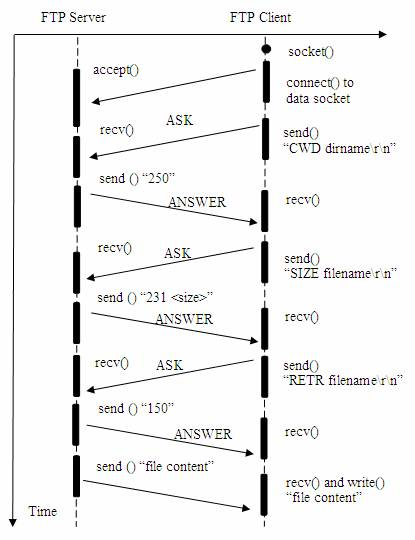 FTP Server FTP Client
socket()
accept()
connect() to
data socket
ASK
recv()
send()
“CWD dirname\r\n”
send () “250”
ANSWER
recv()
recv()
ASK
send()
“SIZE filename\r\n”
send () “231 <size>”
ANSWER
recv()
recv()
ASK
send()
“RETR filename\r\n”
send () “150”
ANSWER
recv()
send () “file content”
recv() and write()
“file content”
Time